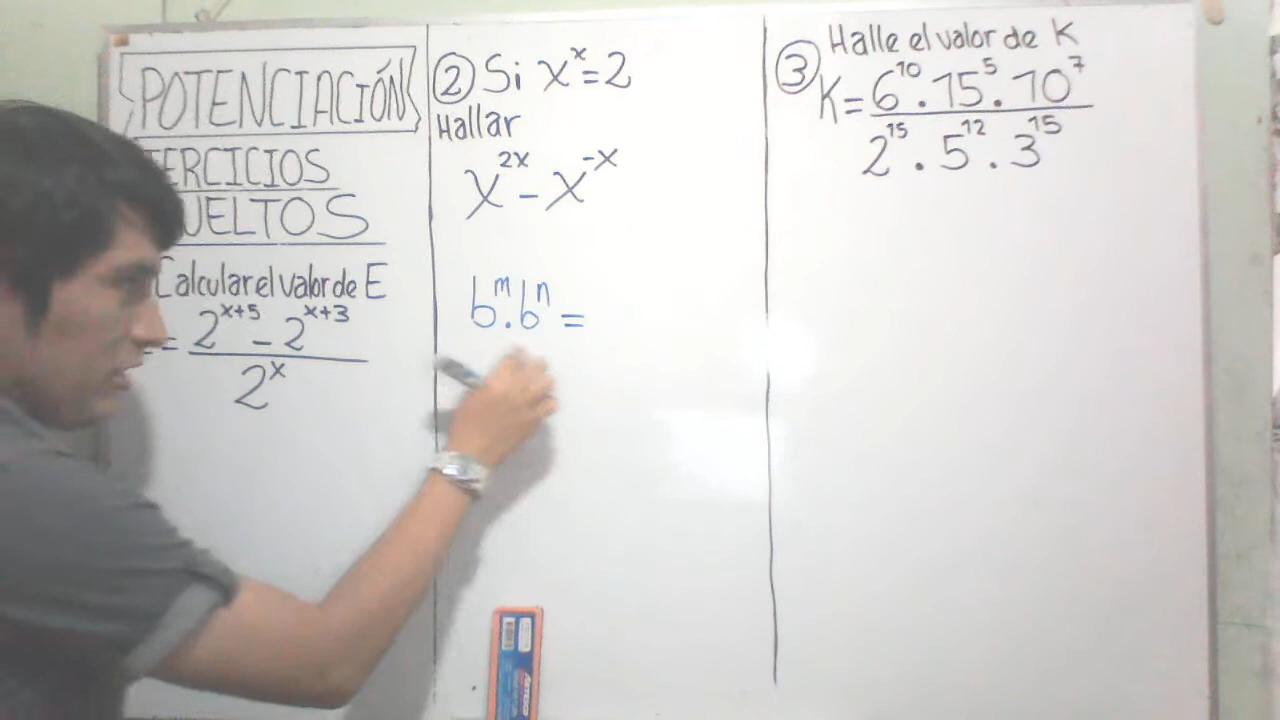 POTENCIACIÓN
ERCICIOS
UELTOS
Calcular el valor de E
= 2^{x+5} - 2^{x+3}
2^x
② Si x^x = 2
Hallar
x^{2x} - x^{-x}
b^m . b^n =
③ Halle el valor de K
K = 6^{10} . 15^5 . 10^7
2^{15} . 5^{12} . 3^{15}